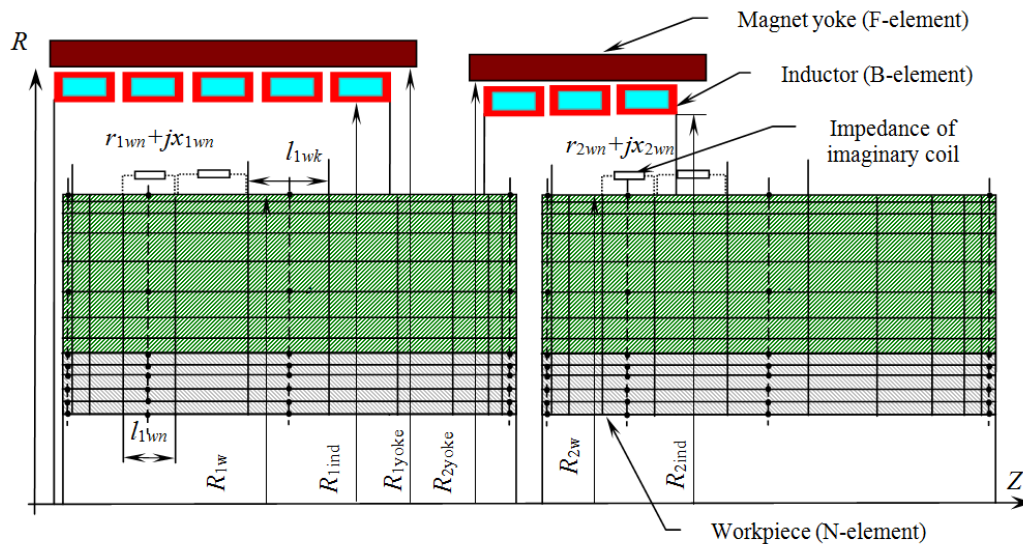 Magnet yoke (F-element)
R
Inductor (B-element)
r1wn+jx1wn
l1wk
r2wn+jx2wn
Impedance of
imaginary coil
l1wn
R1w
R1ind
R1yoke
R2yoke
R2w
R2ind
Z
Workpiece (N-element)